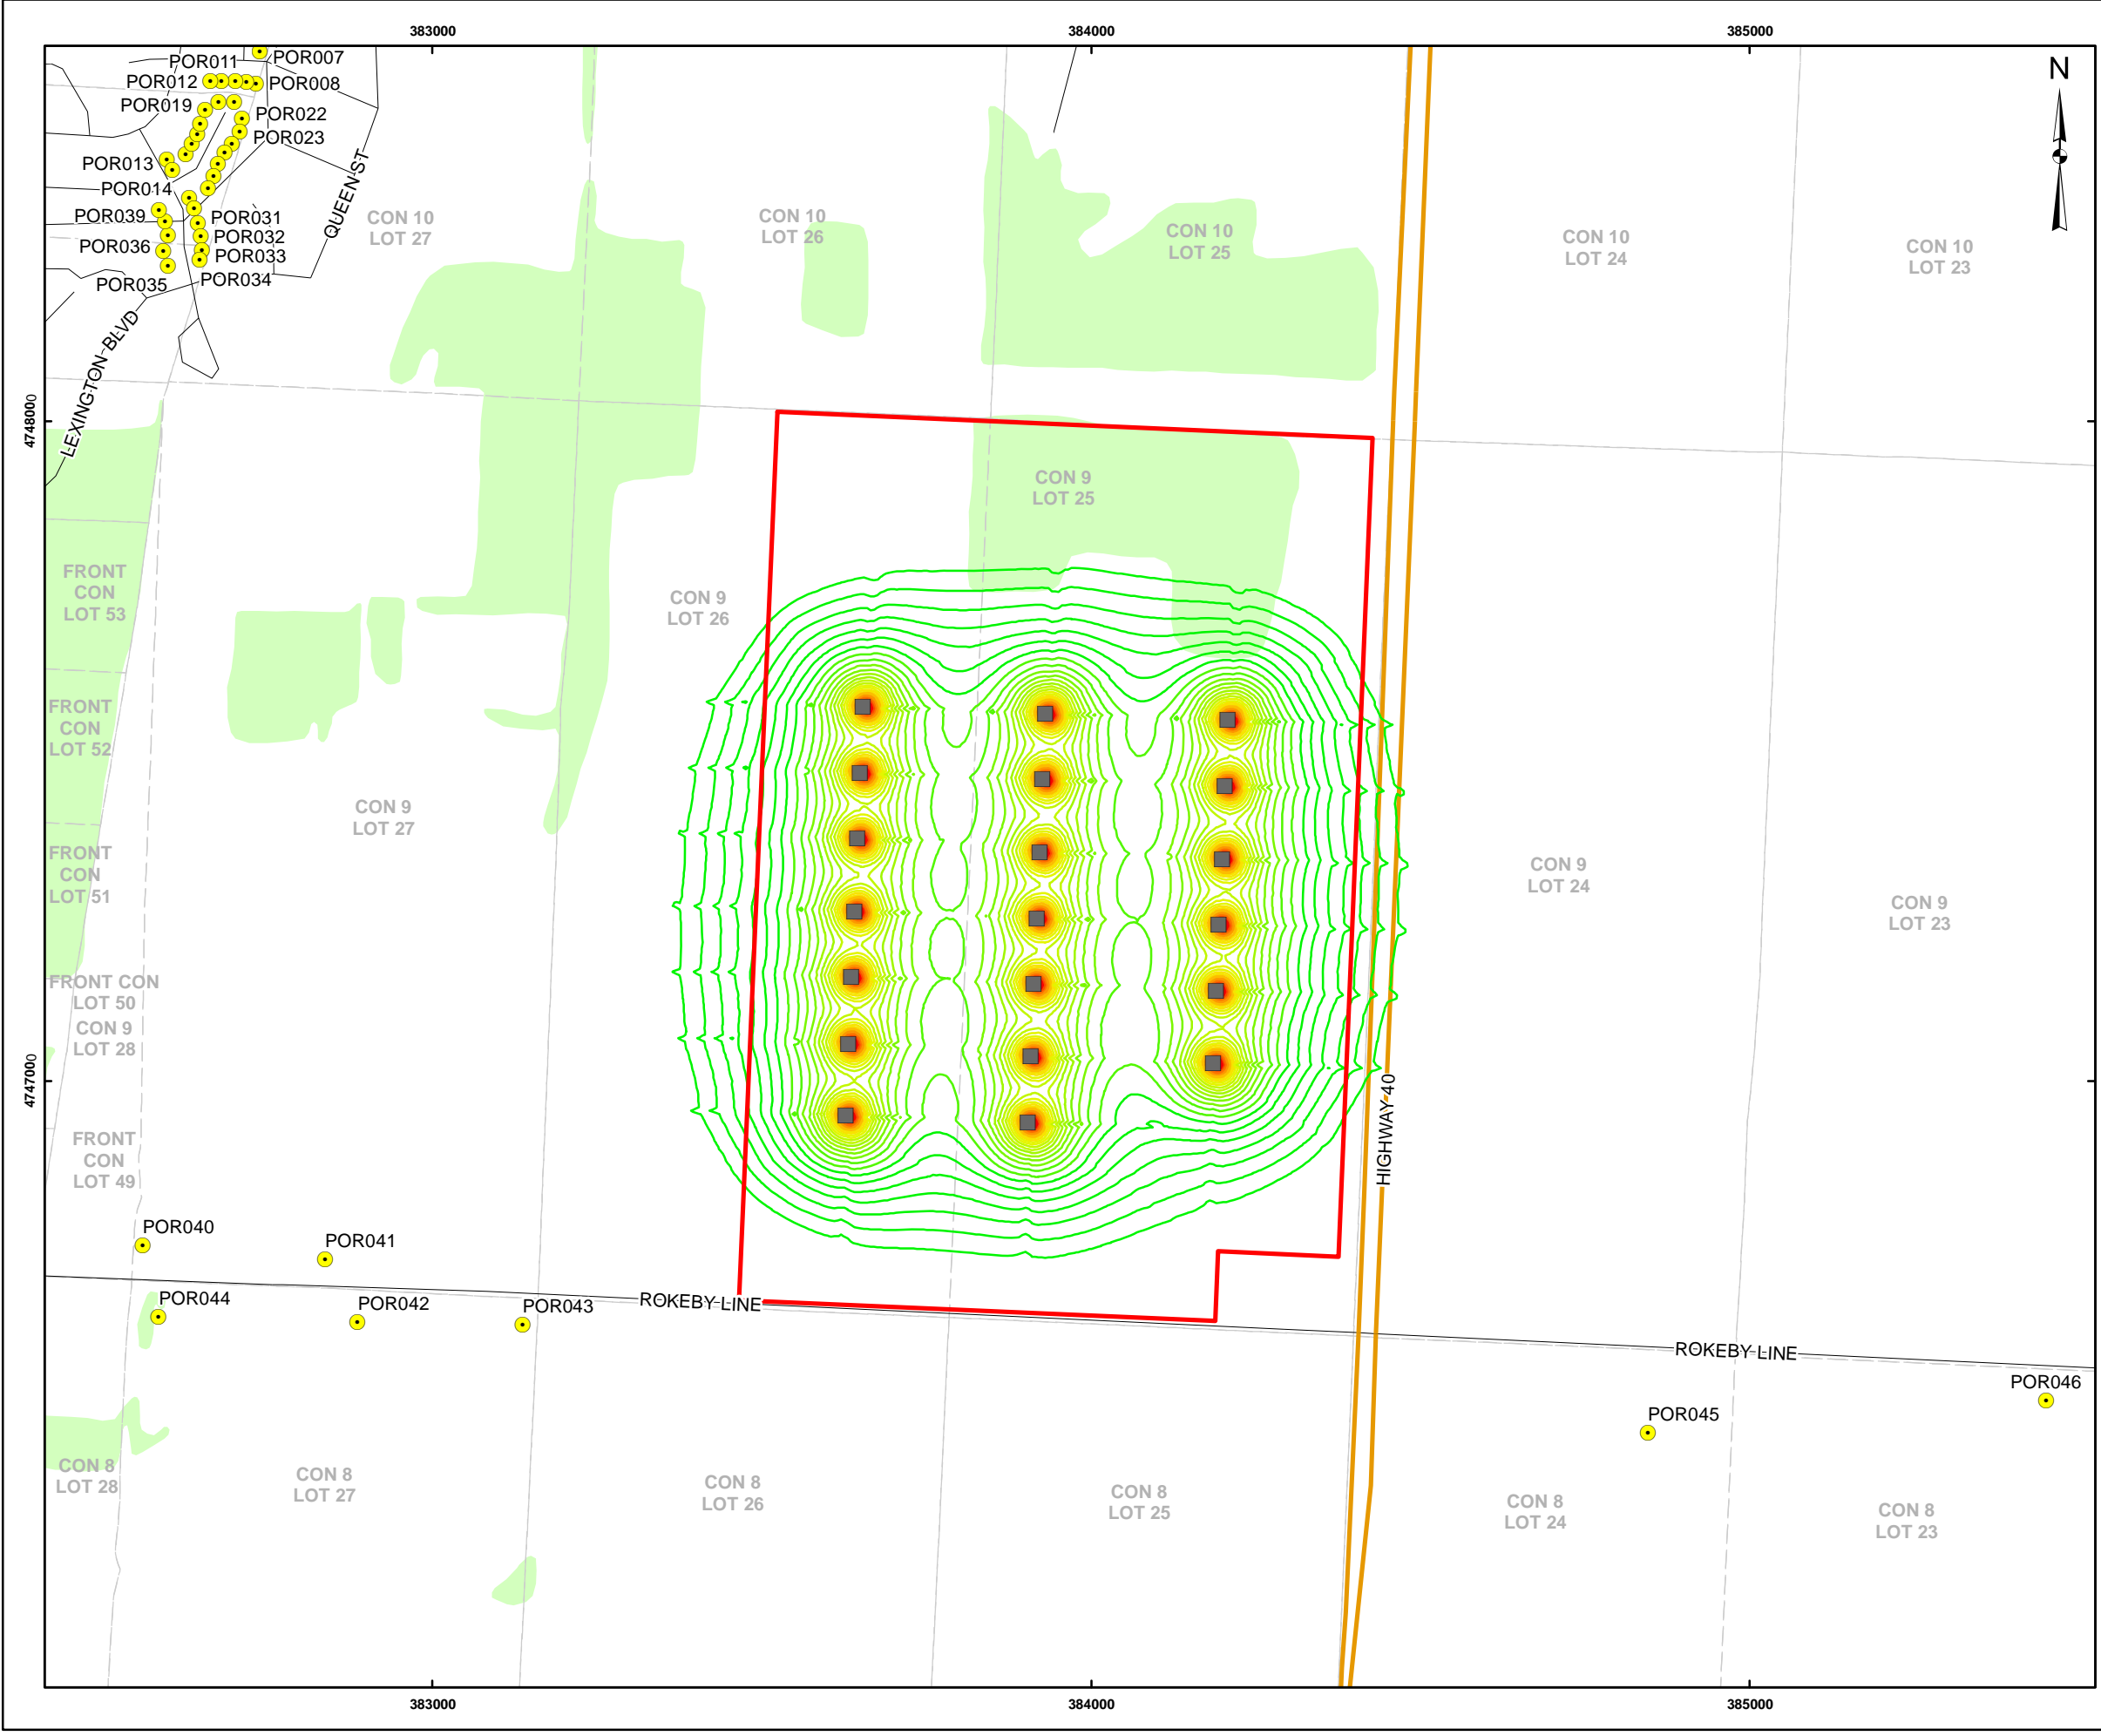 383000
384000
385000
N
POR007
POR011
POR012
POR008
POR019
POR022
POR023
POR013
POR014
POR039
POR031
POR032
POR036
POR033
POR035
POR034
QUEEN ST
LEXINGTON BLVD
CON 10
LOT 27
CON 10
LOT 26
CON 10
LOT 25
CON 10
LOT 24
CON 10
LOT 23
4748000
CON 9
LOT 25
FRONT
CON
LOT 53
CON 9
LOT 26
FRONT
CON
LOT 52
CON 9
LOT 27
FRONT
CON
LOT 51
CON 9
LOT 24
CON 9
LOT 23
FRONT CON
LOT 50
CON 9
LOT 28
4747000
HIGHWAY 40
FRONT
CON
LOT 49
POR040
POR041
POR044
POR042
POR043
ROKEBY LINE
ROKEBY LINE
POR046
POR045
CON 8
LOT 28
CON 8
LOT 27
CON 8
LOT 26
CON 8
LOT 25
CON 8
LOT 24
CON 8
LOT 23
383000
384000
385000